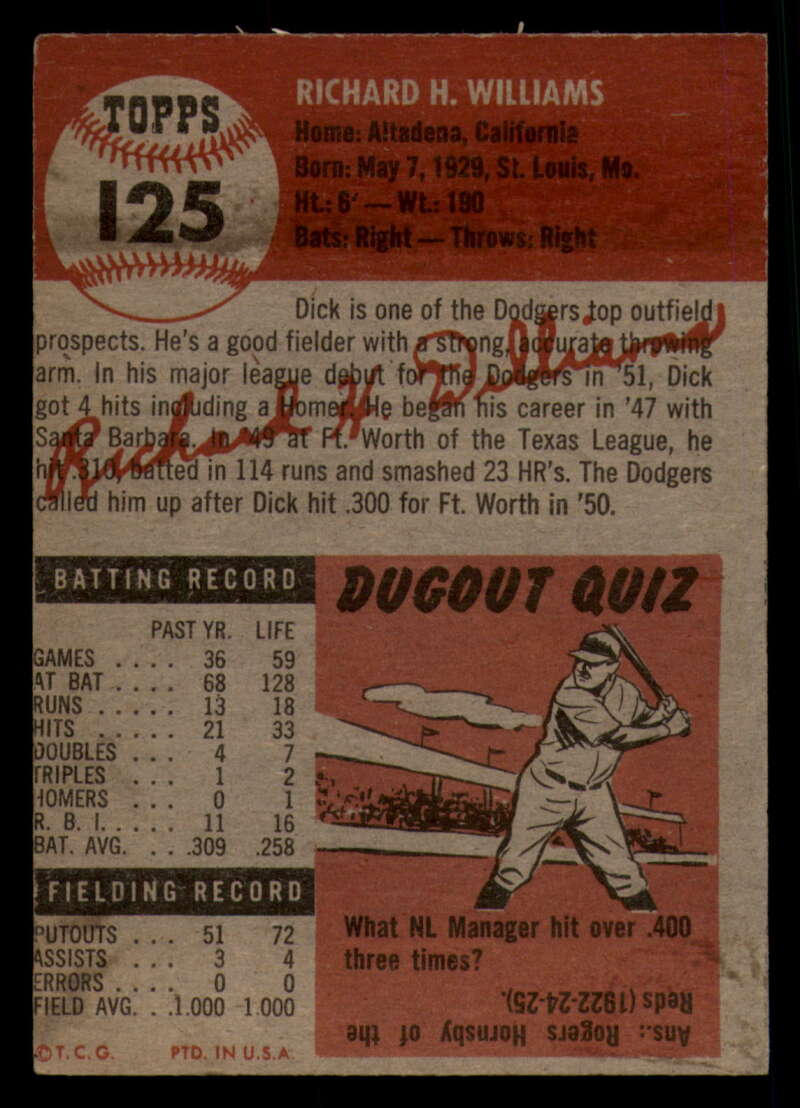 TOPPS
125
RICHARD H. WILLIAMS
Home: Altadena, California
Born: May 7, 1929, St. Louis, Mo.
Ht.: 6' — Wt.: 190
Bats: Right — Throws: Right
Dick is one of the Dodgers top outfield
prospects. He's a good fielder with a strong, accurate throwing
arm. In his major league debut for the Dodgers in '51, Dick
got 4 hits including a Homer. He began his career in '47 with
Santa Barbara. In '49 at Ft. Worth of the Texas League, he
hit .310, batted in 114 runs and smashed 23 HR's. The Dodgers
called him up after Dick hit .300 for Ft. Worth in '50.
Richard H Williams
BATTING RECORD
PAST YR. LIFE
GAMES .... 36 59
AT BAT .... 68 128
RUNS ..... 13 18
HITS ..... 21 33
DOUBLES ... 4 7
TRIPLES ... 1 2
HOMERS ... 0 1
R. B. I. .... 11 16
BAT. AVG. .. .309 .258
FIELDING RECORD
PUTOUTS ... 51 72
ASSISTS ... 3 4
ERRORS .... 0 0
FIELD AVG. .. 1.000 1.000
© T. C. G. PTD. IN U.S.A.
DUGOUT QUIZ
What NL Manager hit over .400
three times?
Ans.: Rogers Hornsby of the
Reds (1922-24-25).